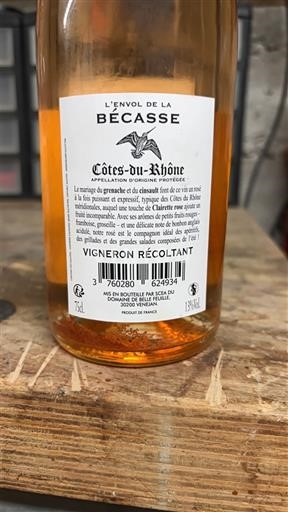 L'ENVOL DE LA
BÉCASSE
Côtes-du-Rhône
APPELLATION D'ORIGINE PROTÉGÉE
Le mariage du grenache et du cinsault font de ce vin un rosé
à la fois puissant et expressif, typique des Côtes du Rhône
méridionales, auquel une touche de Clairette rose ajoute un
fruité incomparable. Avec ses arômes de petits fruits rouges -
framboise, groseille - et une délicate note de bonbon anglais
acidulé, notre rosé est le compagnon idéal des apéritifs,
des grillades et des grandes salades composées de l'été !
VIGNERON RÉCOLTANT
3 760280 624934
75cl
MIS EN BOUTEILLE PAR SCEA DU
DOMAINE DE BELLE FEUILLE,
30200 VENEJAN.
13%vol.
PRODUIT DE FRANCE